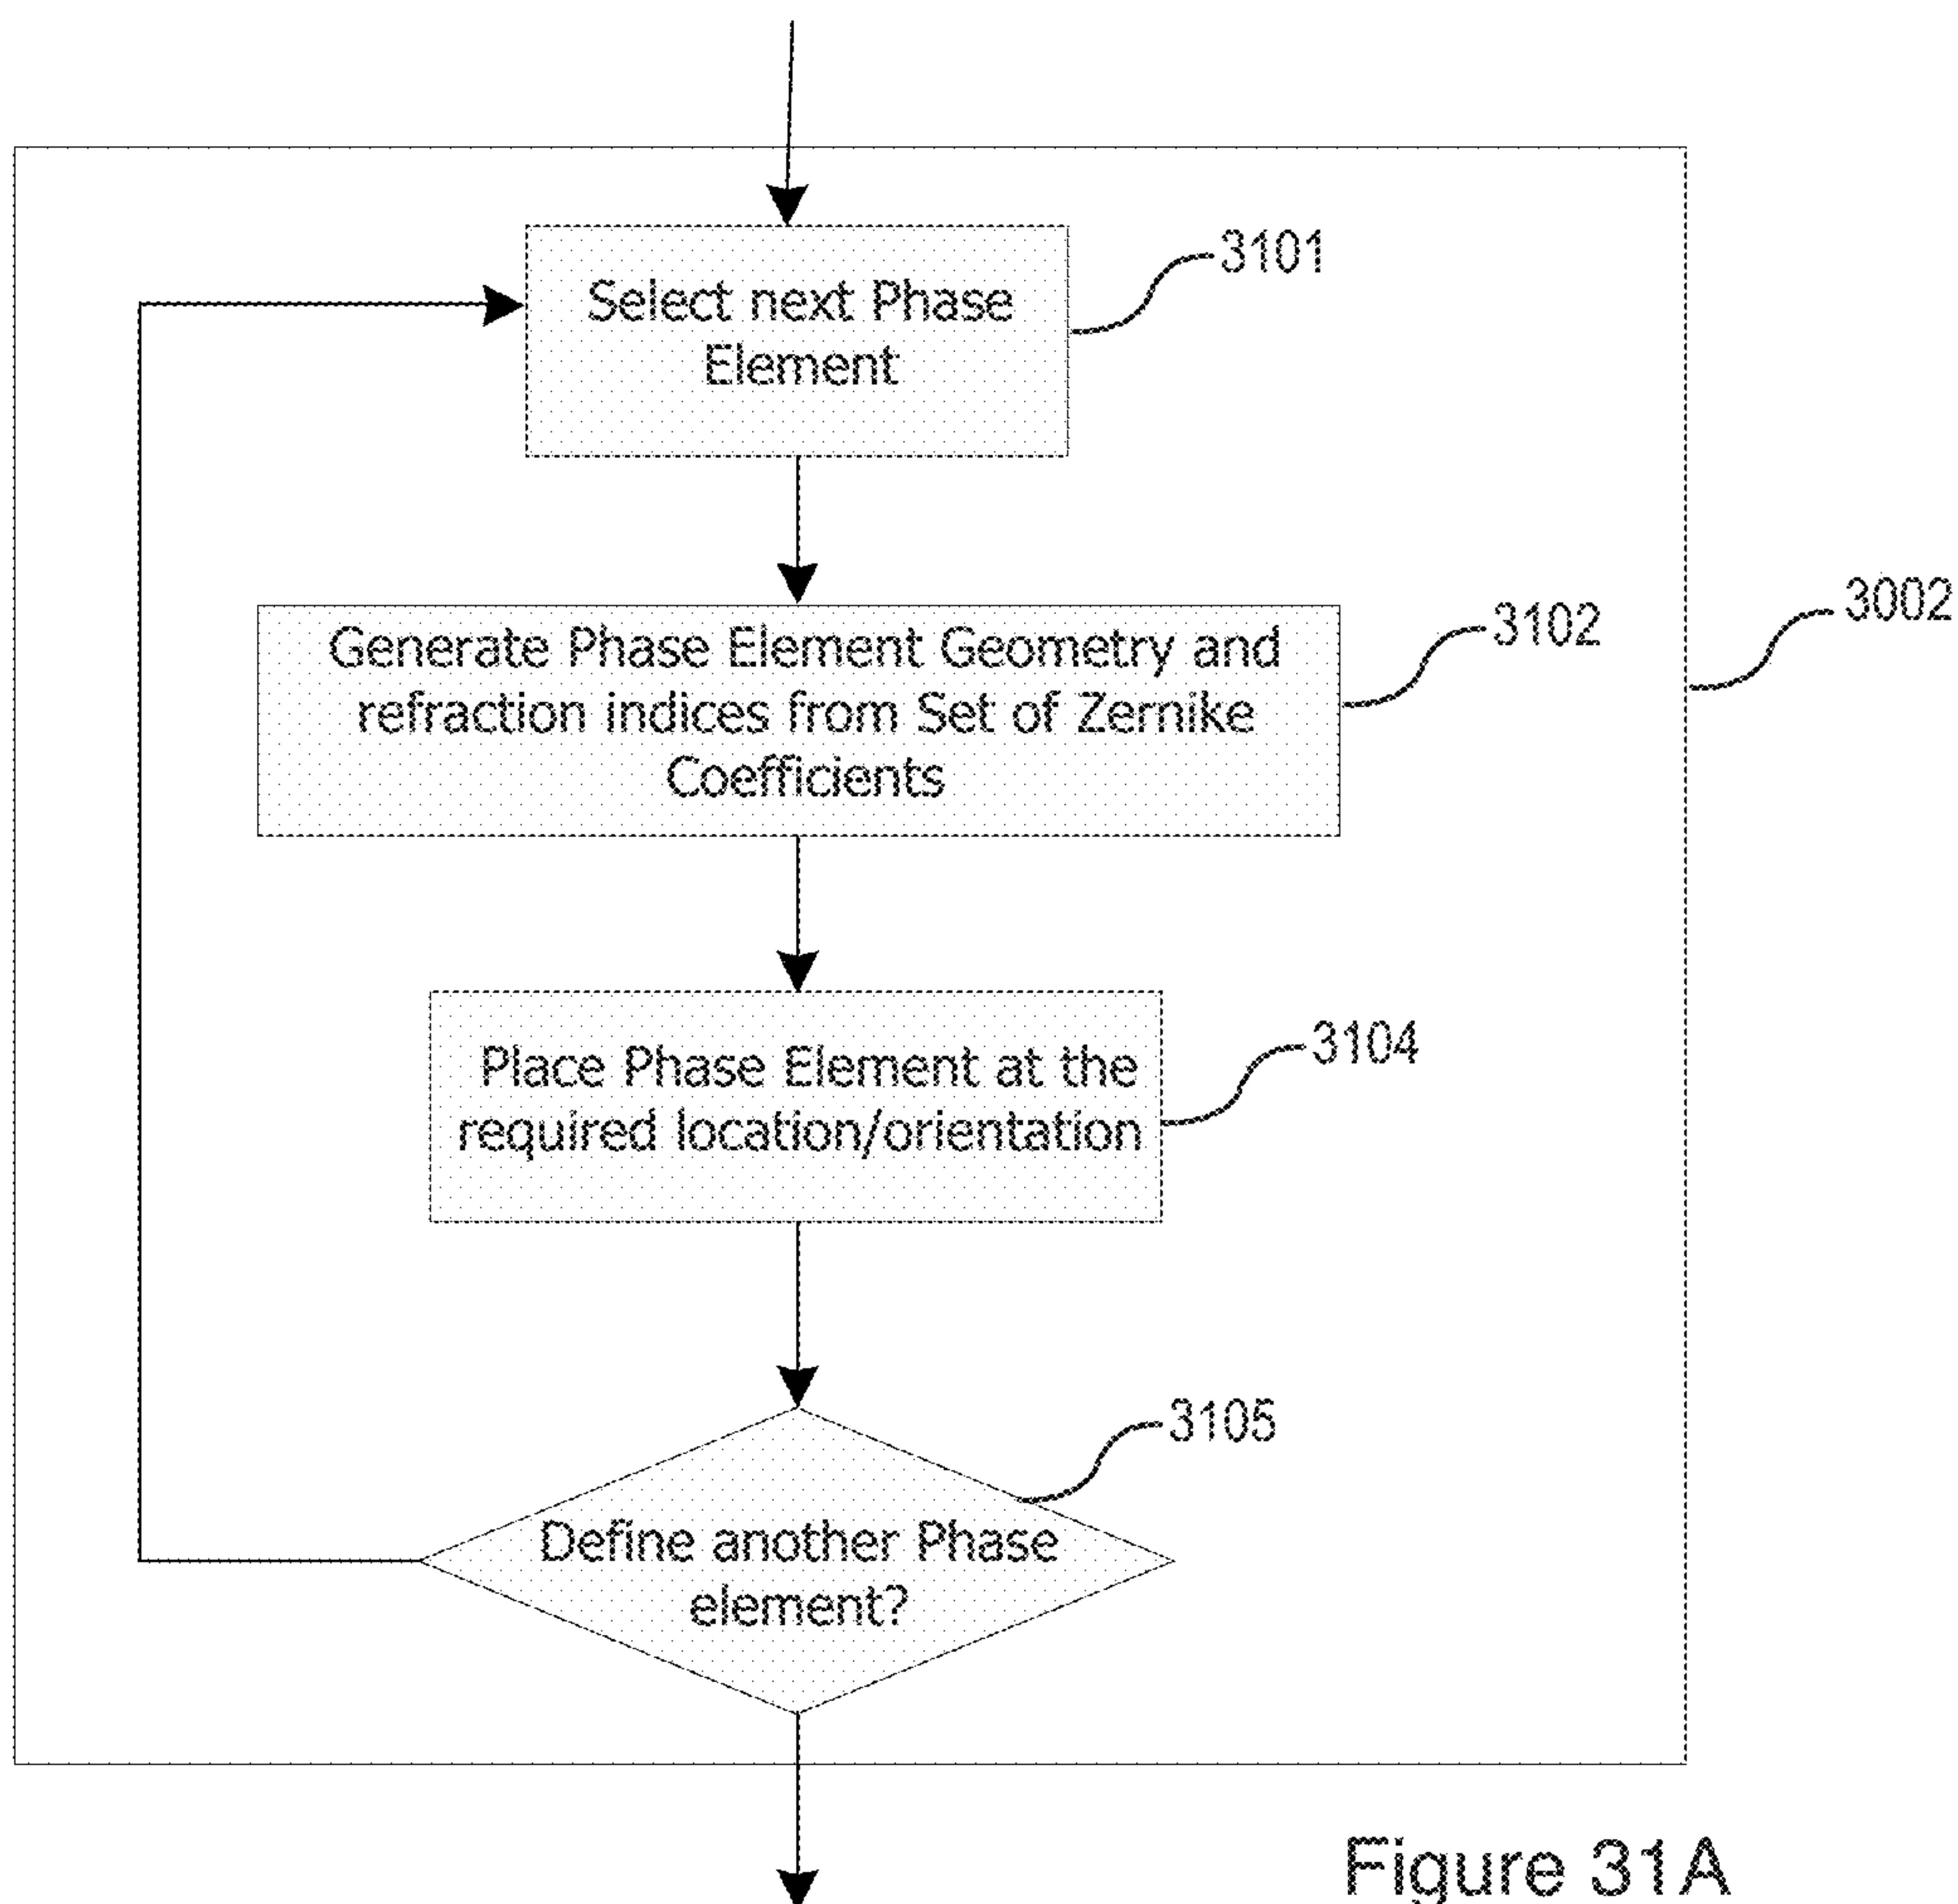 Select next Phase
Element
3101
Generate Phase Element Geometry and
refraction indices from Set of Zernike
Coefficients
3102
3002
Place Phase Element at the
required location/orientation
3104
Define another Phase
element?
3105
Figure 31A